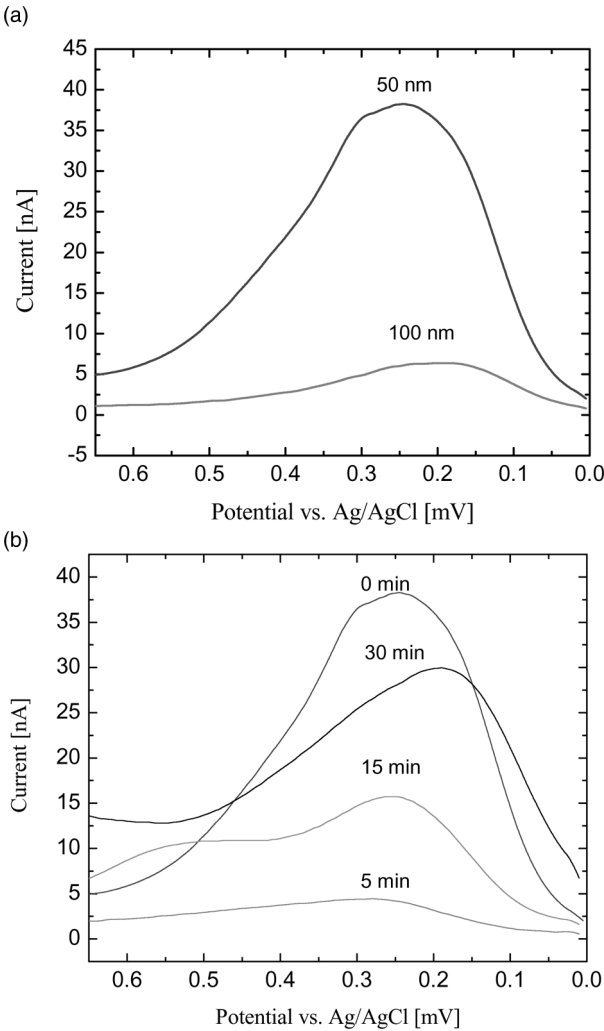 (a)
45
40
35
30
25
20
15
10
5
0
-5
Current [nA]
50 nm
100 nm
0.6 0.5 0.4 0.3 0.2 0.1 0.0
Potential vs. Ag/AgCl [mV]
(b)
40
35
30
25
20
15
10
5
0
Current [nA]
0 min
30 min
15 min
5 min
0.6 0.5 0.4 0.3 0.2 0.1 0.0
Potential vs. Ag/AgCl [mV]